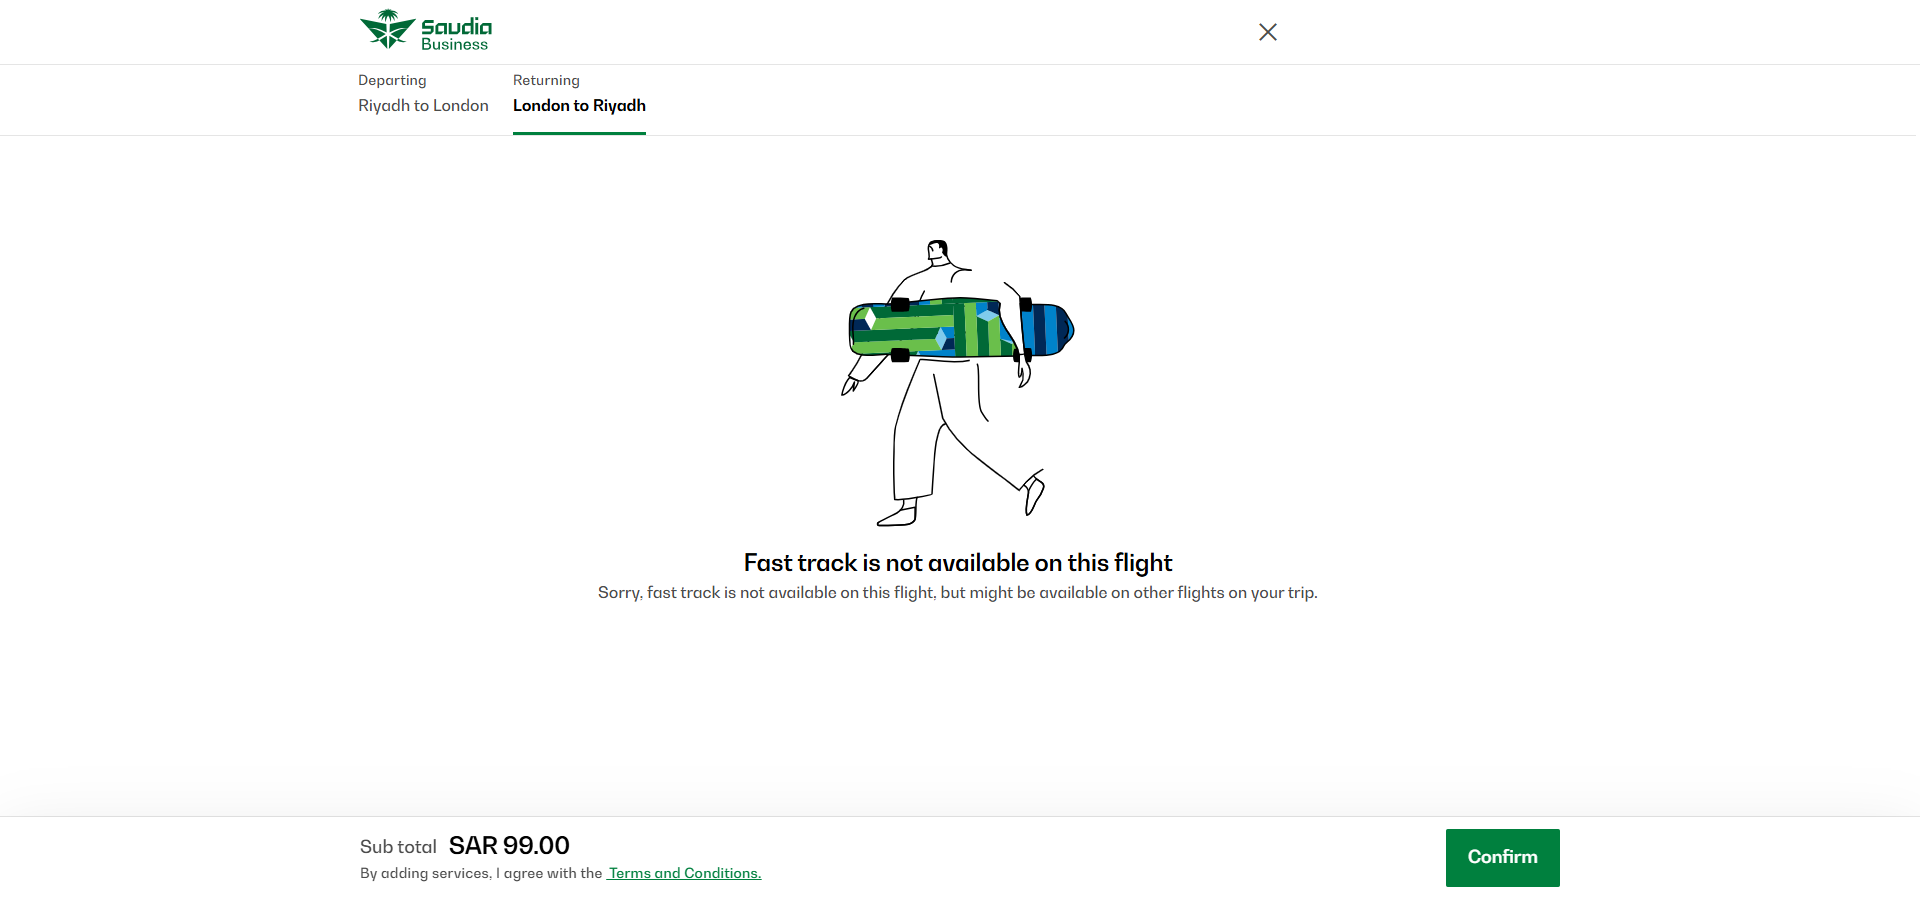 Saudia
Business
Departing
Riyadh to London
Returning
London to Riyadh
Fast track is not available on this flight
Sorry, fast track is not available on this flight, but might be available on other flights on your trip.
Sub total SAR 99.00
By adding services, I agree with the Terms and Conditions.
Confirm